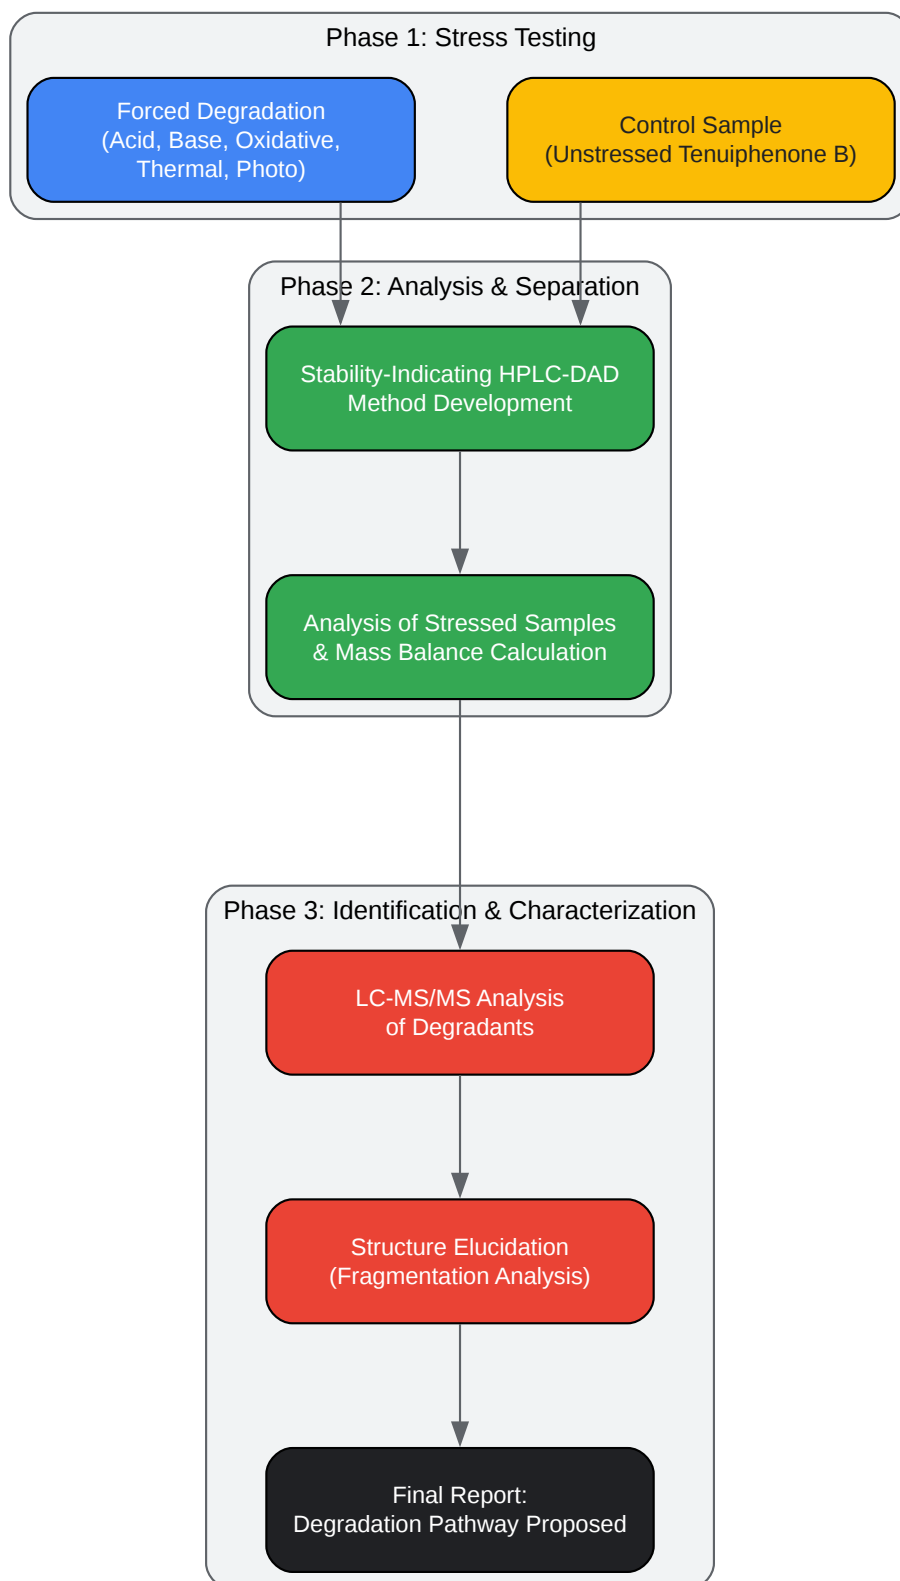 Phase 1: Stress Testing
Forced Degradation
(Acid, Base, Oxidative,
Thermal, Photo)
Control Sample
(Unstressed Tenuiphenone B)
Phase 2: Analysis & Separation
Stability-Indicating HPLC-DAD
Method Development
Analysis of Stressed Samples
& Mass Balance Calculation
Phase 3: Identification & Characterization
LC-MS/MS Analysis
of Degradants
Structure Elucidation
(Fragmentation Analysis)
Final Report:
Degradation Pathway Proposed